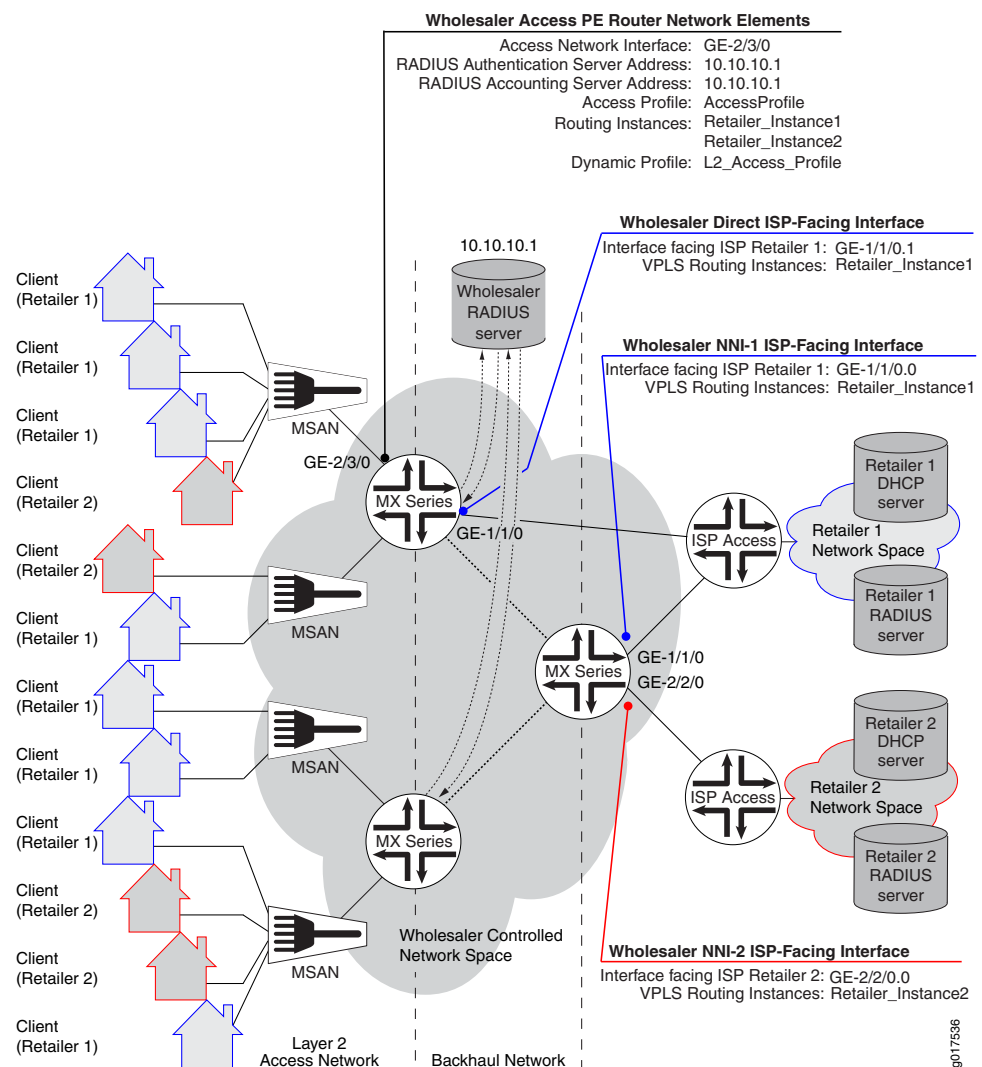 Wholesaler Access PE Router Network Elements
Access Network Interface: GE-2/3/0
RADIUS Authentication Server Address: 10.10.10.1
RADIUS Accounting Server Address: 10.10.10.1
Access Profile: AccessProfile
Routing Instances: Retailer_Instance1
Retailer_Instance2
Dynamic Profile: L2_Access_Profile
Wholesaler Direct ISP-Facing Interface
Interface facing ISP Retailer 1: GE-1/1/0.1
VPLS Routing Instances: Retailer_Instance1
10.10.10.1
Wholesaler
RADIUS
server
Wholesaler NNI-1 ISP-Facing Interface
Interface facing ISP Retailer 1: GE-1/1/0.0
VPLS Routing Instances: Retailer_Instance1
Client
(Retailer 1)
Client
(Retailer 1)
Client
(Retailer 1)
Client
(Retailer 2)
Client
(Retailer 2)
Client
(Retailer 1)
Client
(Retailer 1)
Client
(Retailer 1)
Client
(Retailer 1)
Client
(Retailer 2)
Client
(Retailer 2)
Client
(Retailer 1)
MSAN
MSAN
MSAN
MSAN
GE-2/3/0
MX Series
GE-1/1/0
MX Series
GE-1/1/0
GE-2/2/0
MX Series
ISP Access
Retailer 1
Network Space
Retailer 1
DHCP
server
Retailer 1
RADIUS
server
ISP Access
Retailer 2
Network Space
Retailer 2
DHCP
server
Retailer 2
RADIUS
server
Wholesaler Controlled
Network Space
Wholesaler NNI-2 ISP-Facing Interface
Interface facing ISP Retailer 2: GE-2/2/0.0
VPLS Routing Instances: Retailer_Instance2
Layer 2
Access Network
Backhaul Network
g017536